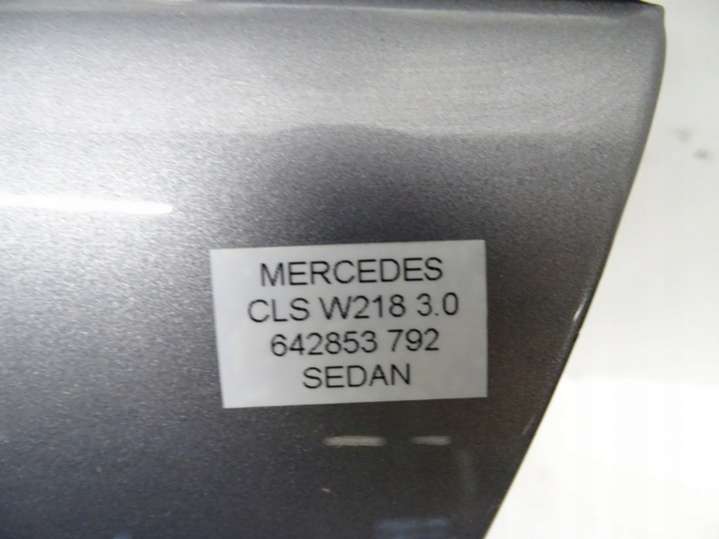 MERCEDES
CLS W218 3.0
642853 792
SEDAN